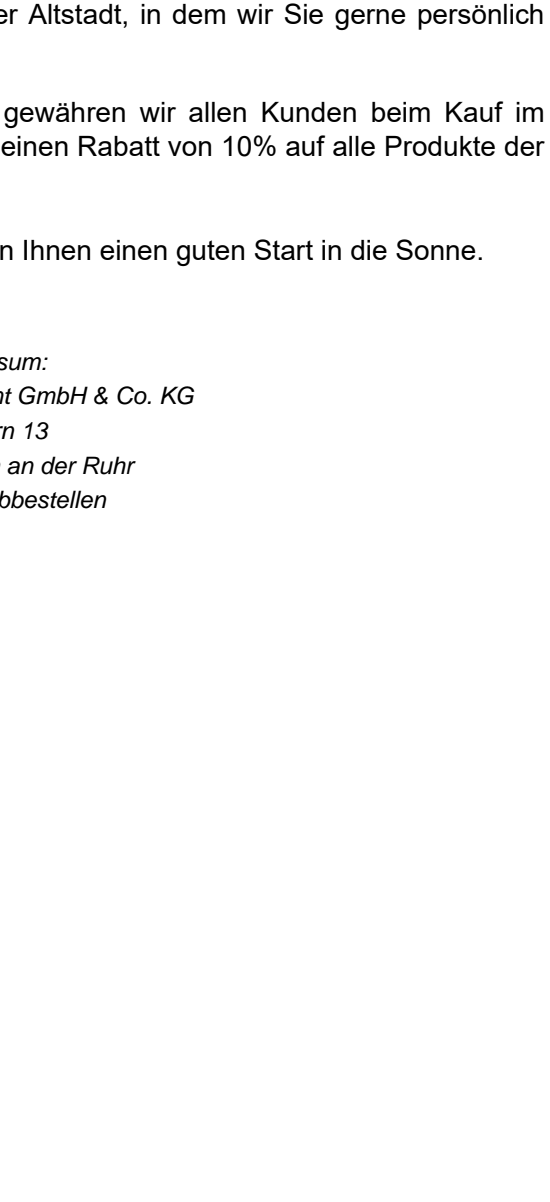 er Altstadt, in dem wir Sie gerne persönlich
gewähren wir allen Kunden beim Kauf im
einen Rabatt von 10% auf alle Produkte der
n Ihnen einen guten Start in die Sonne.
sum:
nt GmbH & Co. KG
rn 13
an der Ruhr
bbestellen